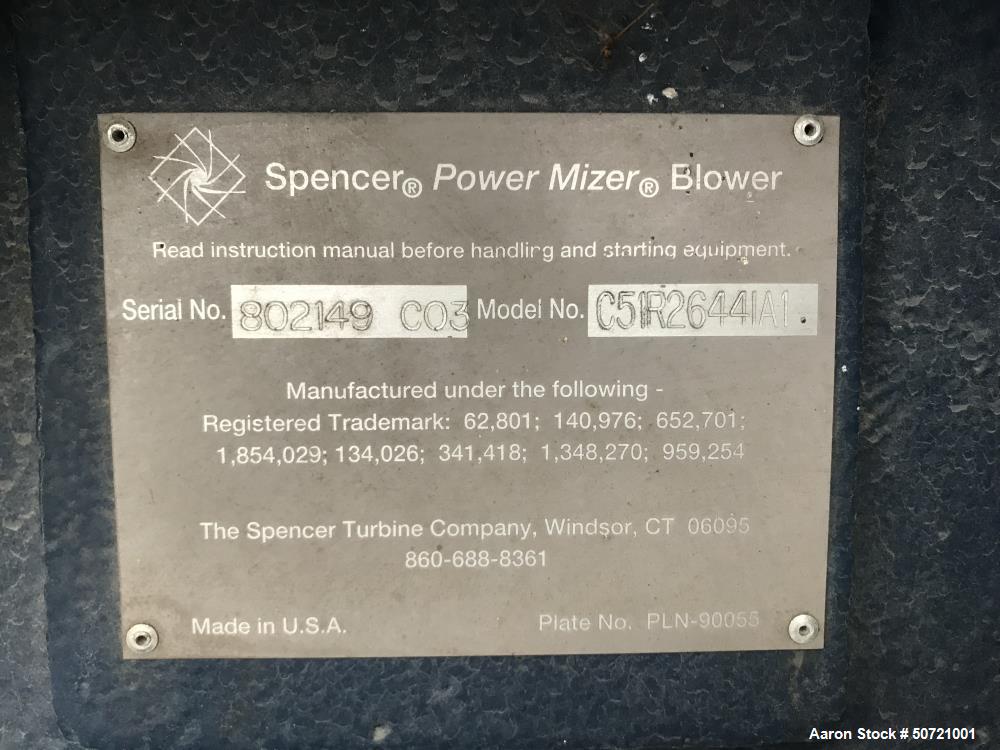 Spencer® Power Mizer® Blower
Read instruction manual before handling and starting equipment.
Serial No. 802149 C03 Model No. C51R2644IA1.
Manufactured under the following -
Registered Trademark: 62,801; 140,976; 652,701;
1,854,029; 134,026; 341,418; 1,348,270; 959,254
The Spencer Turbine Company, Windsor, CT 06095
860-688-8361
Made in U.S.A. Plate No. PLN-90055
Aaron Stock # 50721001